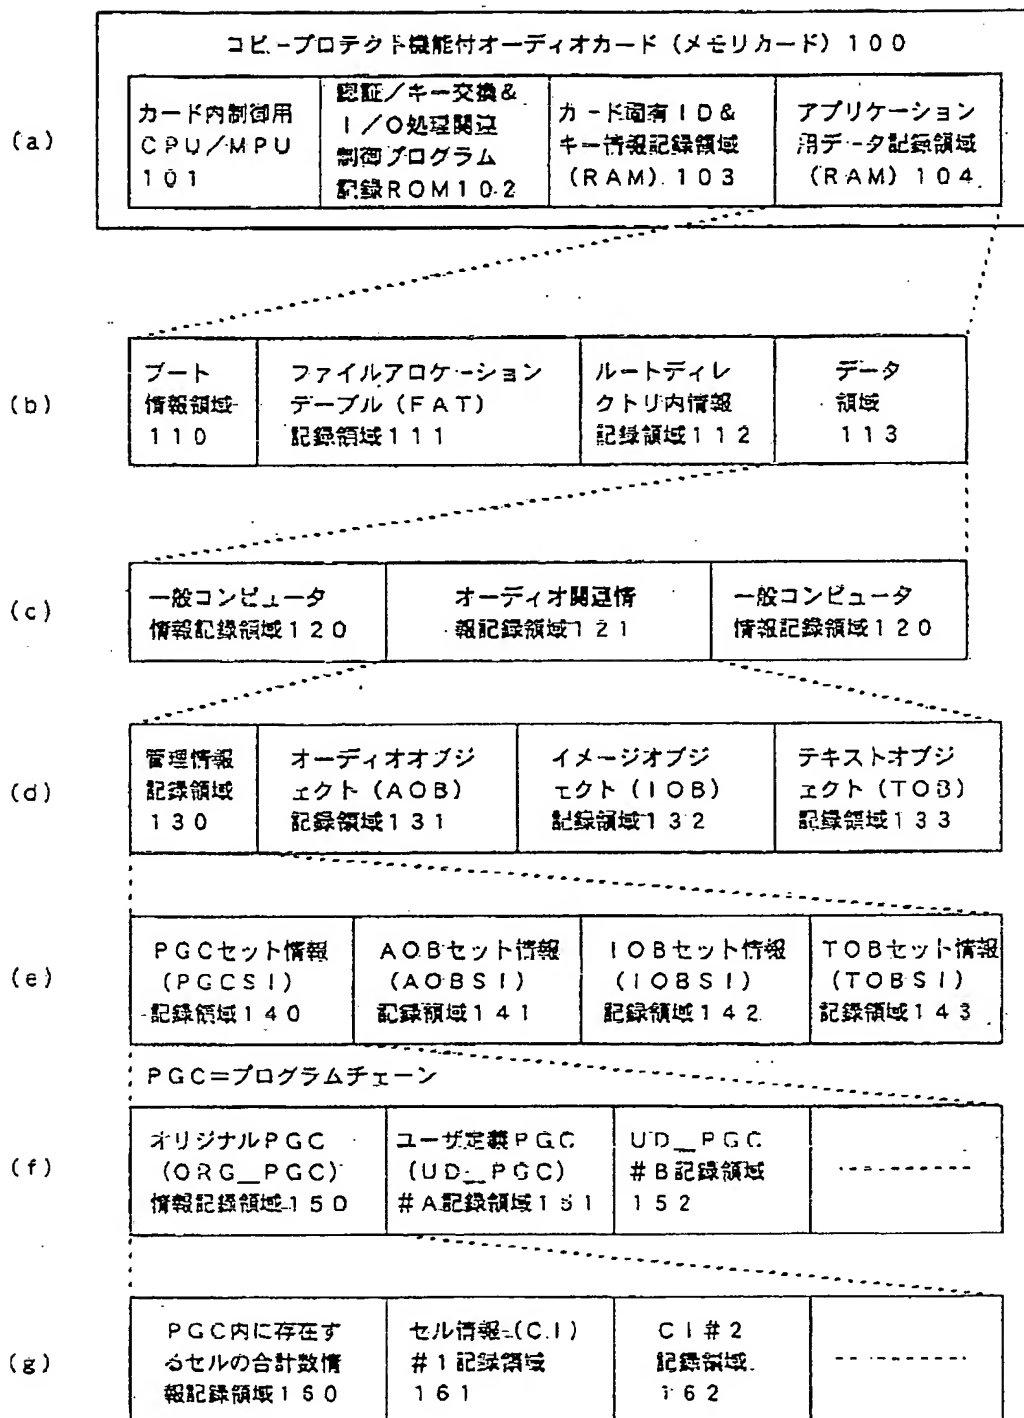 コピープロテクト機能付オーディオカード（メモリカード）１００
(a)
カード内制御用
ＣＰＵ／ＭＰＵ
１０１
認証／キー交換＆
Ｉ／Ｏ処理関連
制御プログラム
記録ＲＯＭ１０２
カード固有ＩＤ＆
キー情報記録領域
(ＲＡＭ) １０３
アプリケーション
用データ記録領域
(ＲＡＭ) １０４
(b)
ブート
情報領域
１１０
ファイルアロケーション
テーブル（ＦＡＴ）
記録領域１１１
ルートディレ
クトリ内情報
記録領域１１２
データ
領域
１１３
(c)
一般コンピュータ
情報記録領域１２０
オーディオ関連情
報記録領域１２１
一般コンピュータ
情報記録領域１２０
(d)
管理情報
記録領域
１３０
オーディオオブジ
ェクト（ＡＯＢ）
記録領域１３１
イメージオブジ
ェクト（ＩＯＢ）
記録領域１３２
テキストオブジ
ェクト（ＴＯＢ）
記録領域１３３
(e)
ＰＧＣセット情報
(ＰＧＣＳＩ)
記録領域１４０
ＡＯＢセット情報
(ＡＯＢＳＩ)
記録領域１４１
ＩＯＢセット情報
(ＩＯＢＳＩ)
記録領域１４２
ＴＯＢセット情報
(ＴＯＢＳＩ)
記録領域１４３
ＰＧＣ＝プログラムチェーン
(f)
オリジナルＰＧＣ
(ＯＲＧ＿ＰＧＣ)
情報記録領域１５０
ユーザ定義ＰＧＣ
(ＵＤ＿ＰＧＣ)
＃Ａ記録領域１５１
ＵＤ＿ＰＧＣ
＃Ｂ記録領域
１５２
(g)
ＰＧＣ内に存在す
るセルの合計数情
報記録領域１６０
セル情報（ＣＩ）
＃１記録領域
１６１
ＣＩ＃２
記録領域
１６２